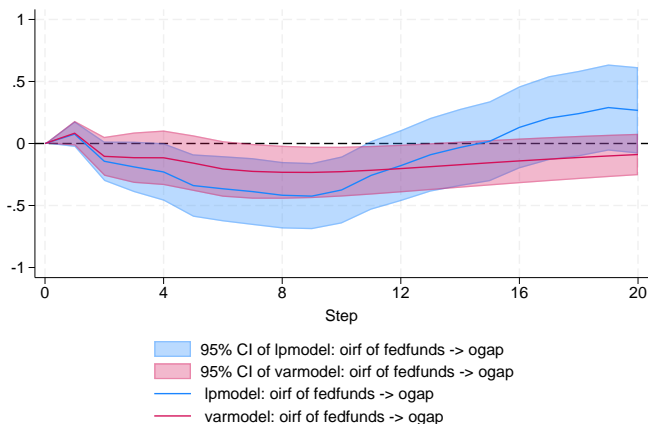 1
.5
0
-.5
-1
0 4 8 12 16 20
Step
95% CI of lpmodel: oirf of fedfunds -> ogap
95% CI of varmodel: oirf of fedfunds -> ogap
lpmodel: oirf of fedfunds -> ogap
varmodel: oirf of fedfunds -> ogap